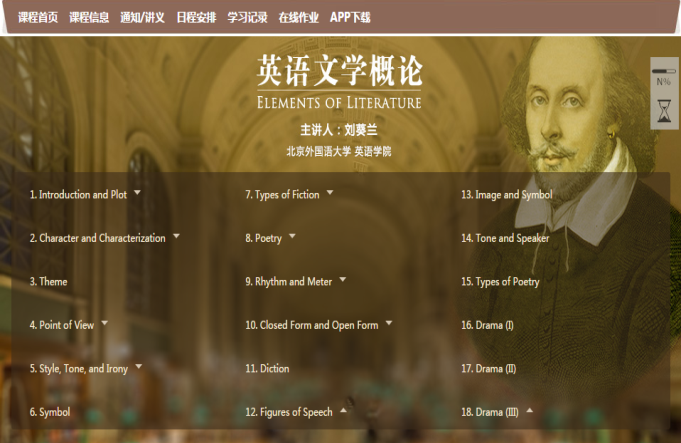 课程首页 课程信息 通知/讲义 日程安排 学习记录 在线作业 APP下载
英语文学概论
ELEMENTS OF LITERATURE
主讲人：刘葵兰
北京外国语大学 英语学院
N%
1. Introduction and Plot
2. Character and Characterization
3. Theme
4. Point of View
5. Style, Tone, and Irony
6. Symbol
7. Types of Fiction
8. Poetry
9. Rhythm and Meter
10. Closed Form and Open Form
11. Diction
12. Figures of Speech
13. Image and Symbol
14. Tone and Speaker
15. Types of Poetry
16. Drama (I)
17. Drama (II)
18. Drama (III)